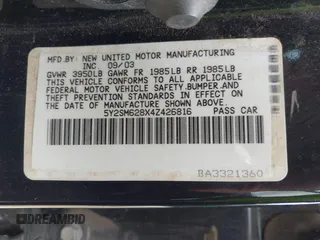 MFD.BY: NEW UNITED MOTOR MANUFACTURING
INC 09/03
GVWR 3950LB GAWR FR 1985LB RR 1985LB
THIS VEHICLE CONFORMS TO ALL APPLICABLE
FEDERAL MOTOR VEHICLE SAFETY.BUMPER.AND
THEFT PREVENTION STANDARDS IN EFFECT ON
THE DATE OF MANUFACTURE SHOWN ABOVE.
5Y2SM628X4Z426816 PASS CAR
BA3321360
DREAMBID